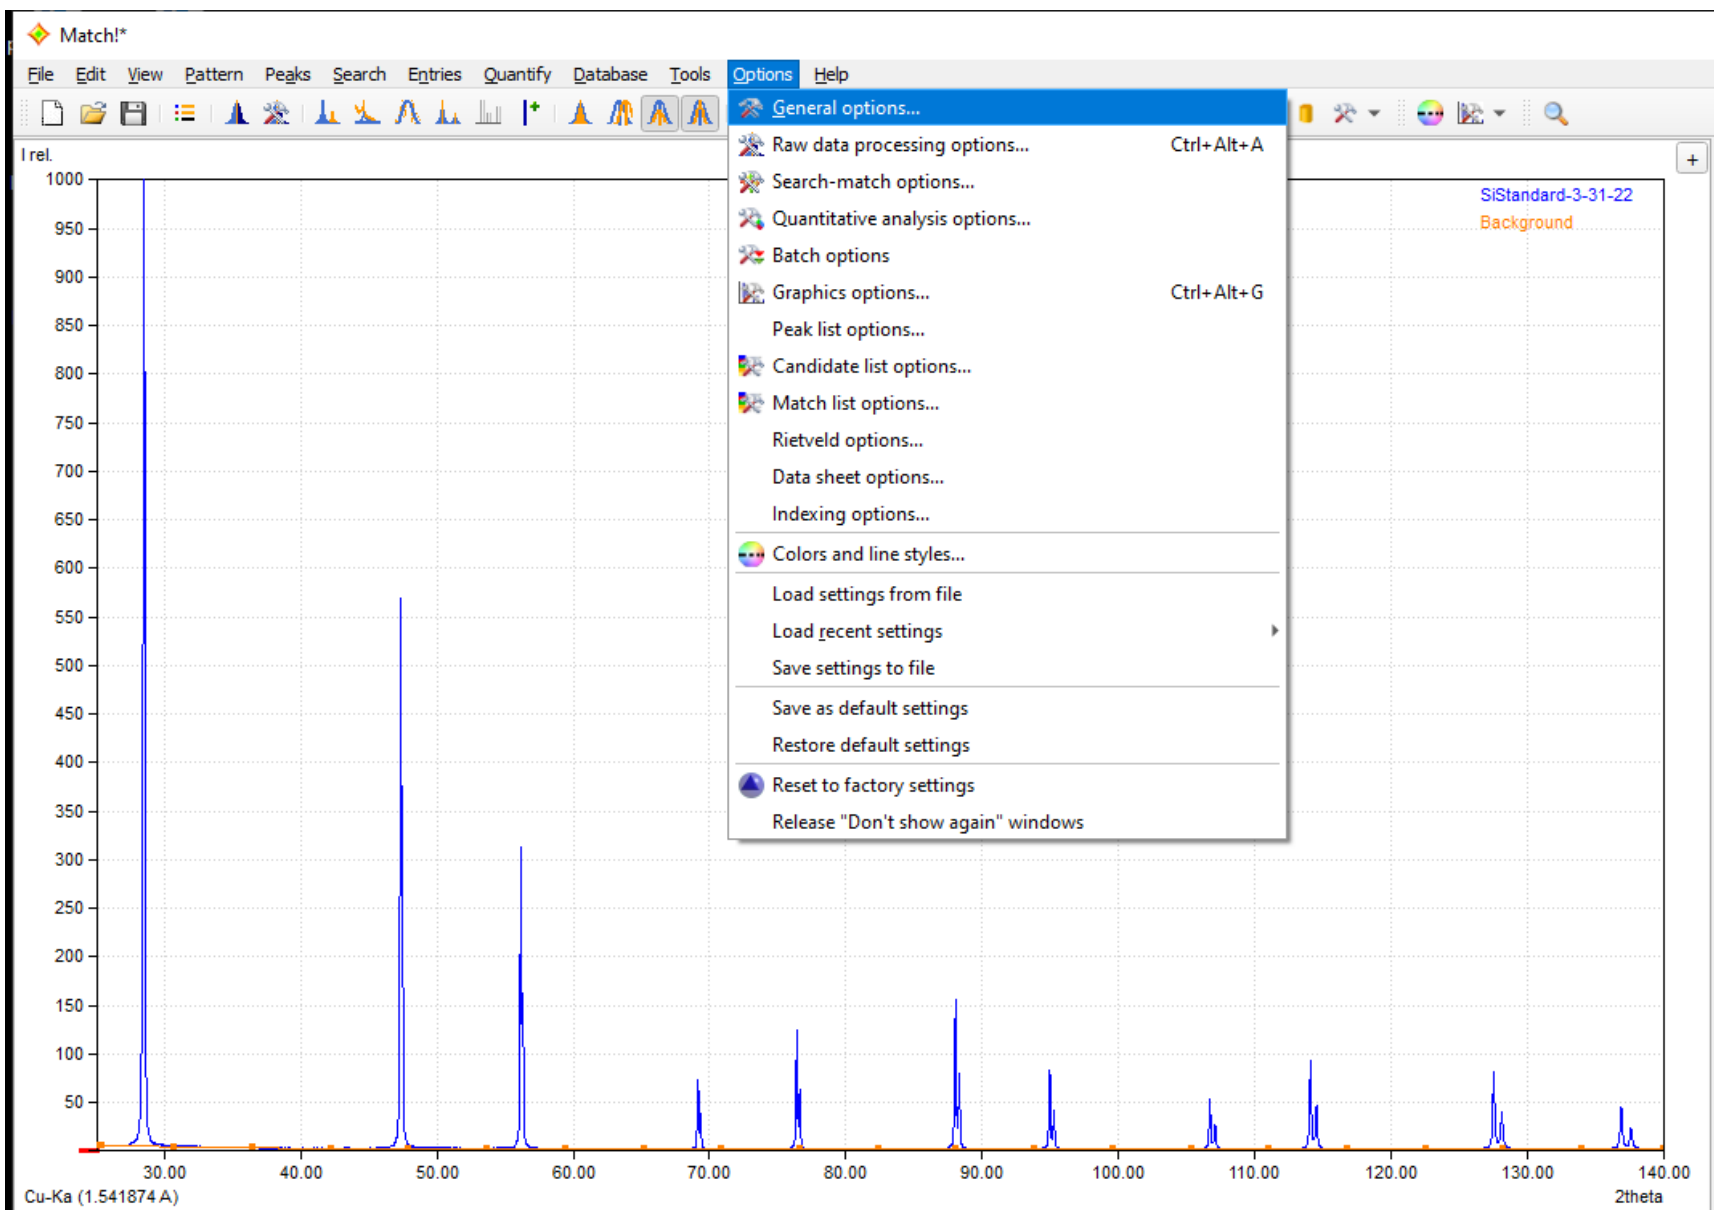 Match!*
File Edit View Pattern Peaks Search Entries Quantify Database Tools Options Help
General options...
Raw data processing options... Ctrl+Alt+A
Search-match options...
Quantitative analysis options...
Batch options
Graphics options... Ctrl+Alt+G
Peak list options...
Candidate list options...
Match list options...
Rietveld options...
Data sheet options...
Indexing options...
Colors and line styles...
Load settings from file
Load recent settings
Save settings to file
Save as default settings
Restore default settings
Reset to factory settings
Release "Don't show again" windows
I rel.
+
SiStandard-3-31-22
Background
1000
950
900
850
800
750
700
650
600
550
500
450
400
350
300
250
200
150
100
50
30.00 40.00 50.00 60.00 70.00 80.00 90.00 100.00 110.00 120.00 130.00 140.00
Cu-Ka (1.541874 A) 2theta